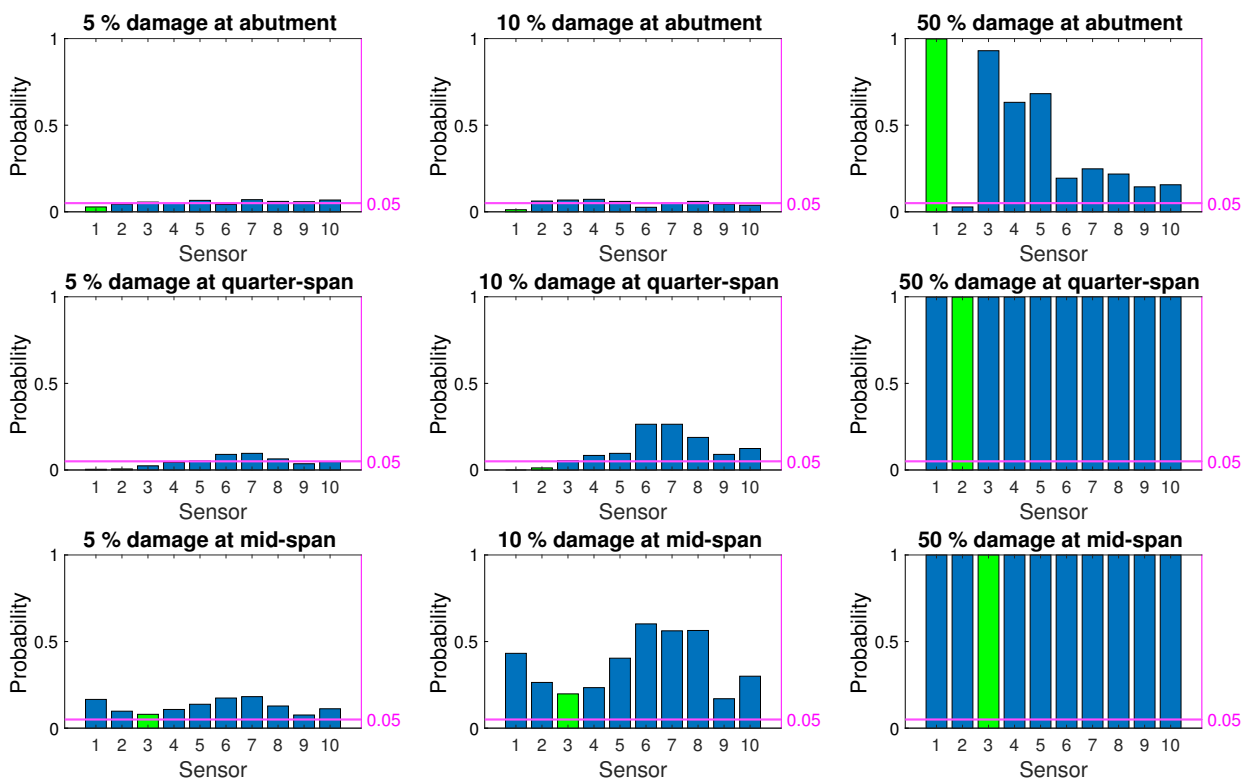 5 % damage at abutment
1
0.5
0
Probability
0.05
1 2 3 4 5 6 7 8 9 10
Sensor
10 % damage at abutment
1
0.5
0
Probability
0.05
1 2 3 4 5 6 7 8 9 10
Sensor
50 % damage at abutment
1
0.5
0
Probability
0.05
1 2 3 4 5 6 7 8 9 10
Sensor
5 % damage at quarter-span
1
0.5
0
Probability
0.05
1 2 3 4 5 6 7 8 9 10
Sensor
10 % damage at quarter-span
1
0.5
0
Probability
0.05
1 2 3 4 5 6 7 8 9 10
Sensor
50 % damage at quarter-span
1
0.5
0
Probability
0.05
1 2 3 4 5 6 7 8 9 10
Sensor
5 % damage at mid-span
1
0.5
0
Probability
0.05
1 2 3 4 5 6 7 8 9 10
Sensor
10 % damage at mid-span
1
0.5
0
Probability
0.05
1 2 3 4 5 6 7 8 9 10
Sensor
50 % damage at mid-span
1
0.5
0
Probability
0.05
1 2 3 4 5 6 7 8 9 10
Sensor